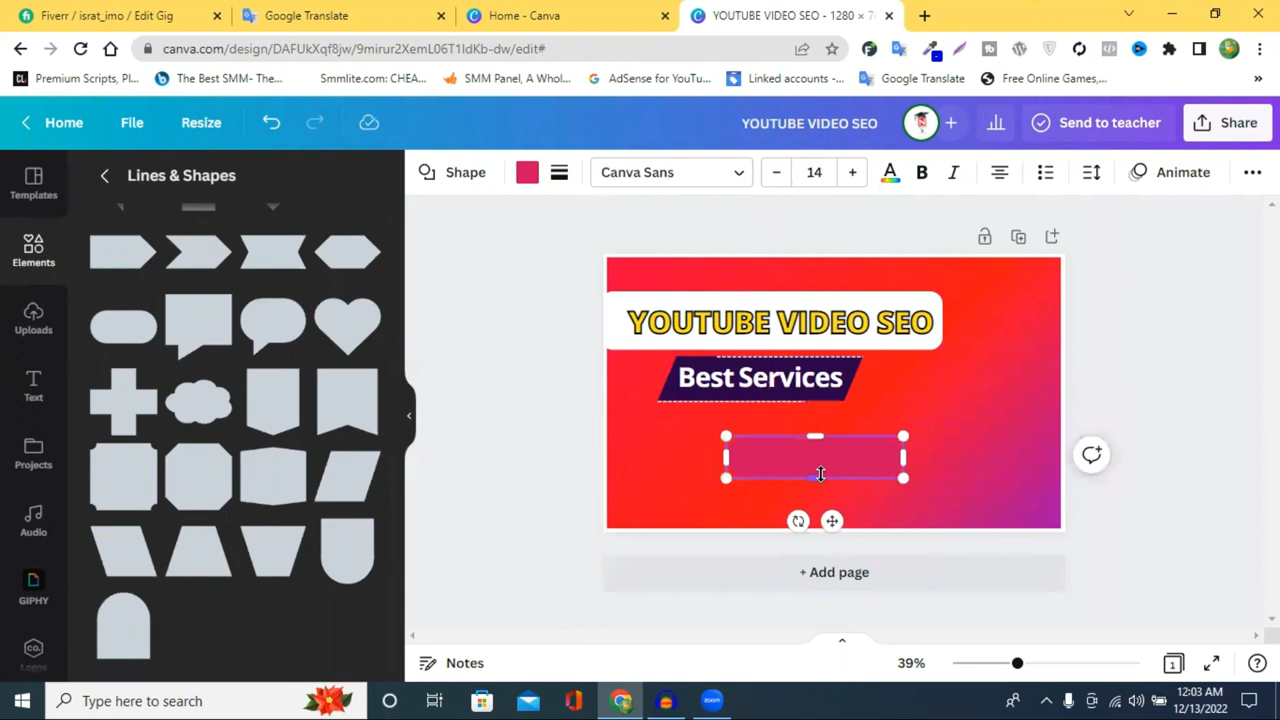 Fiverr / israt_imo / Edit Gig
Google Translate
Home - Canva
YOUTUBE VIDEO SEO - 1280 × 7
canva.com/design/DAFUkXqf8jw/9mirur2XemL06T1IdKb-dw/edit#
Premium Scripts, Pl...
The Best SMM- The...
Smmlite.com: CHEA...
SMM Panel, A Whol...
AdSense for YouTu...
Linked accounts -...
Google Translate
Free Online Games,...
»
Home
File
Resize
YOUTUBE VIDEO SEO
Send to teacher
Share
Templates
Elements
Uploads
Text
Projects
Audio
GIPHY
Logos
Lines & Shapes
Shape
Canva Sans
14
A
B
I
Animate
YOUTUBE VIDEO SEO
Best Services
+ Add page
Notes
39%
1
Type here to search
zoom
12:03 AM
12/13/2022